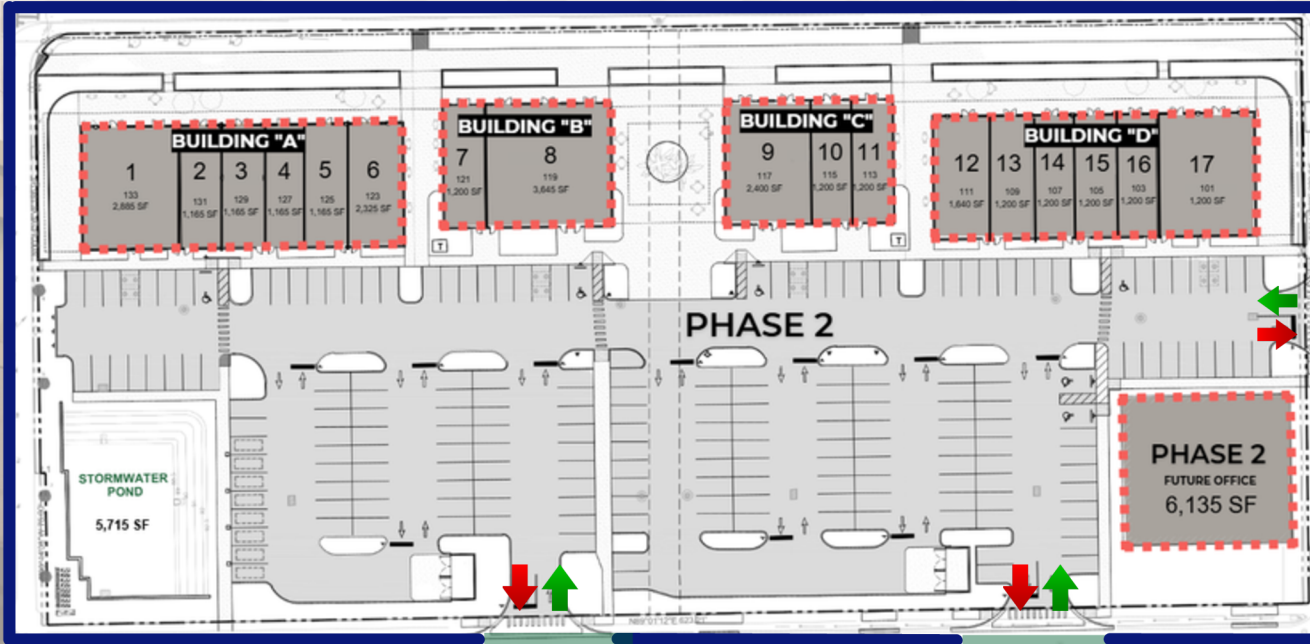 BUILDING "A"
1
133
2,885 SF
2
131
1,165 SF
3
129
1,165 SF
4
127
1,165 SF
5
125
1,165 SF
6
123
2,325 SF
BUILDING "B"
7
121
1,200 SF
8
119
3,645 SF
BUILDING "C"
9
117
2,400 SF
10
115
1,200 SF
11
113
1,200 SF
BUILDING "D"
12
111
1,640 SF
13
109
1,200 SF
14
107
1,200 SF
15
105
1,200 SF
16
103
1,200 SF
17
101
1,200 SF
T
T
PHASE 2
STORMWATER
POND
5,715 SF
PHASE 2
FUTURE OFFICE
6,135 SF